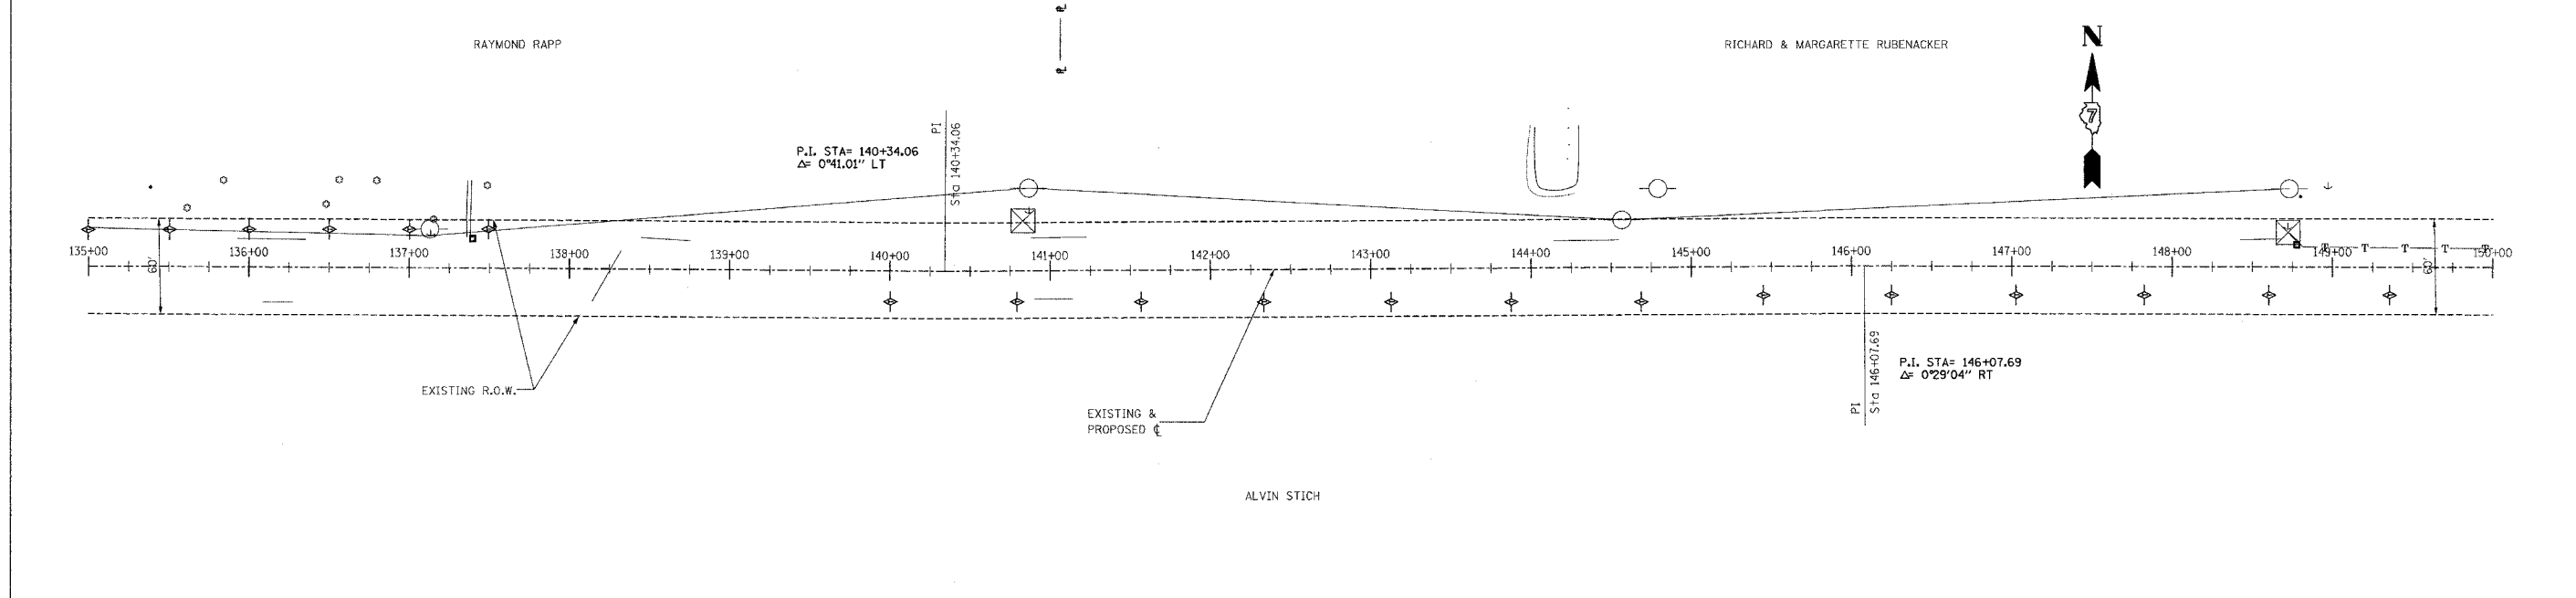 RAYMOND RAPP
RICHARD & MARGARETTE RUBENACKER
N
7
P.I. STA= 140+34.06
Δ= 0°41.01" LT
PI
Sta 140+34.06
135+00
136+00
137+00
138+00
139+00
140+00
141+00
142+00
143+00
144+00
145+00
146+00
147+00
148+00
149+00
150+00
T
T
T
T
T
60'
60'
PI
Sta 146+07.69
P.I. STA= 146+07.69
Δ= 0°29'04" RT
EXISTING R.O.W.
EXISTING &
PROPOSED ℄
ALVIN STICH